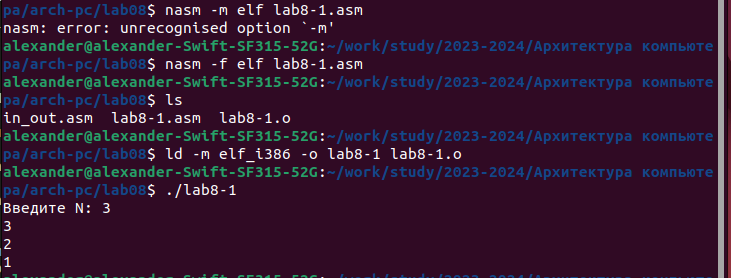 pa/arch-pc/lab08$ nasm -m elf lab8-1.asm
nasm: error: unrecognised option `-m'
alexander@alexander-Swift-SF315-52G:~/work/study/2023-2024/Архитектура компьюте
pa/arch-pc/lab08$ nasm -f elf lab8-1.asm
alexander@alexander-Swift-SF315-52G:~/work/study/2023-2024/Архитектура компьюте
pa/arch-pc/lab08$ ls
in_out.asm  lab8-1.asm  lab8-1.o
alexander@alexander-Swift-SF315-52G:~/work/study/2023-2024/Архитектура компьюте
pa/arch-pc/lab08$ ld -m elf_i386 -o lab8-1 lab8-1.o
alexander@alexander-Swift-SF315-52G:~/work/study/2023-2024/Архитектура компьюте
pa/arch-pc/lab08$ ./lab8-1
Введите N: 3
3
2
1